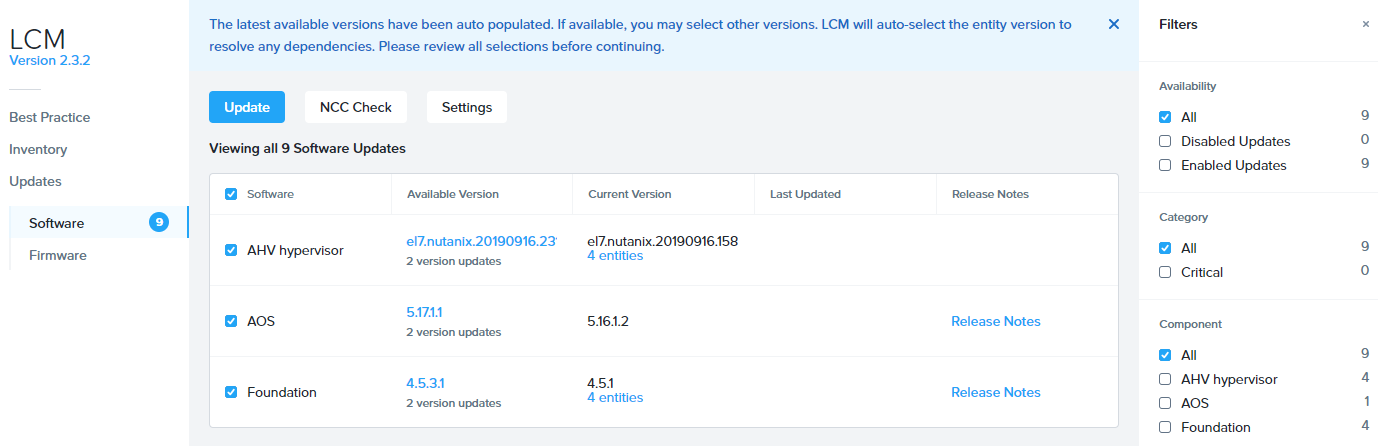 LCM
Version 2.3.2
Best Practice
Inventory
Updates
Software 9
Firmware
The latest available versions have been auto populated. If available, you may select other versions. LCM will auto-select the entity version to
resolve any dependencies. Please review all selections before continuing.
Update NCC Check Settings
Viewing all 9 Software Updates
Software Available Version Current Version Last Updated Release Notes
AHV hypervisor el7.nutanix.20190916.23 el7.nutanix.20190916.158
2 version updates 4 entities
AOS 5.17.1.1 5.16.1.2 Release Notes
2 version updates
Foundation 4.5.3.1 4.5.1 Release Notes
2 version updates 4 entities
Filters ×
Availability
All 9
Disabled Updates 0
Enabled Updates 9
Category
All 9
Critical 0
Component
All 9
AHV hypervisor 4
AOS 1
Foundation 4